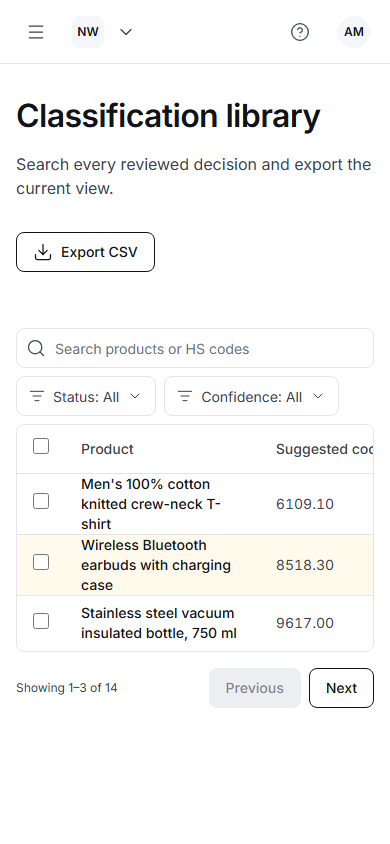 NW
AM
Classification library
Search every reviewed decision and export the
current view.
Export CSV
Search products or HS codes
Status: All
Confidence: All
Product
Suggested
Men's 100% cotton
knitted crew-neck T-
shirt
6109.10
Wireless Bluetooth
earbuds with charging
case
8518.30
Stainless steel vacuum
insulated bottle, 750 ml
9617.00
Showing 1–3 of 14
Previous
Next